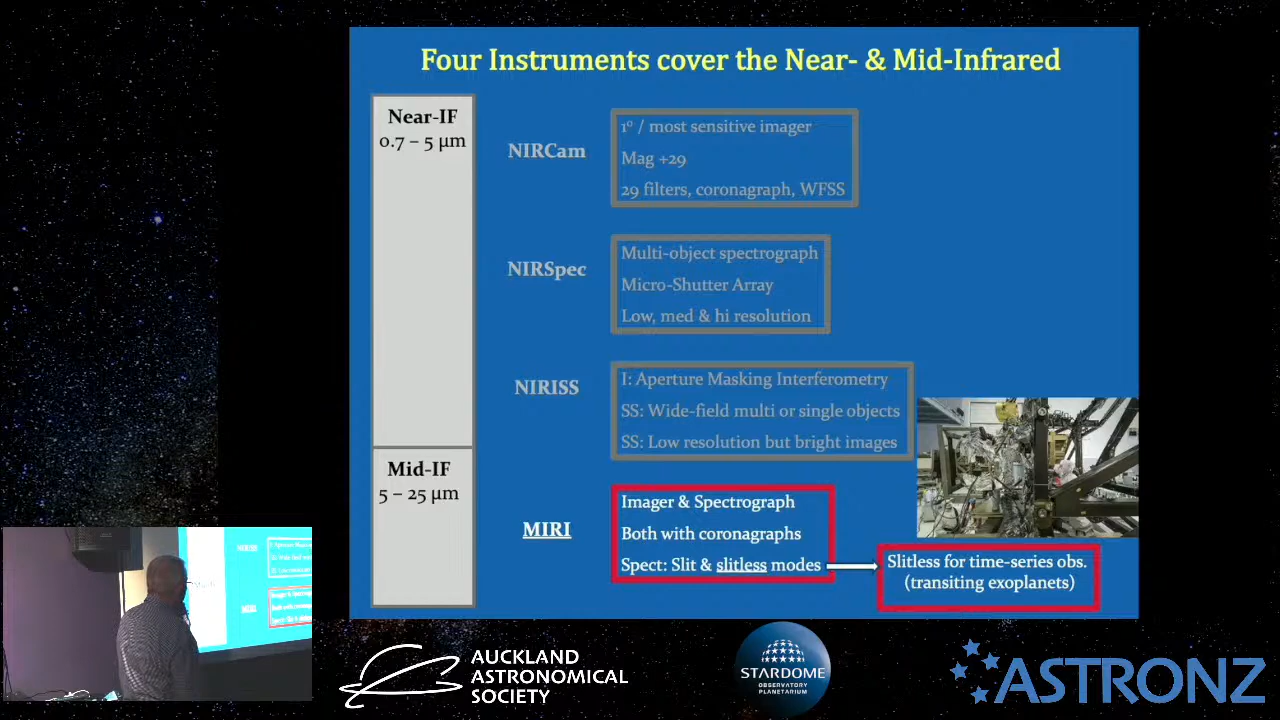 Four Instruments cover the Near- & Mid-Infrared
Near-IF
0.7 – 5 µm
NIRCam
1º / most sensitive imager
Mag +29
29 filters, coronagraph, WFSS
NIRSpec
Multi-object spectrograph
Micro-Shutter Array
Low, med & hi resolution
NIRISS
I: Aperture Masking Interferometry
SS: Wide-field multi or single objects
SS: Low resolution but bright images
Mid-IF
5 – 25 µm
MIRI
Imager & Spectrograph
Both with coronagraphs
Spect: Slit & slitless modes
Slitless for time-series obs.
(transiting exoplanets)
NIRISS
MIRI
AUCKLAND
ASTRONOMICAL
SOCIETY
STARDOME
OBSERVATORY
PLANETARIUM
ASTRONZ